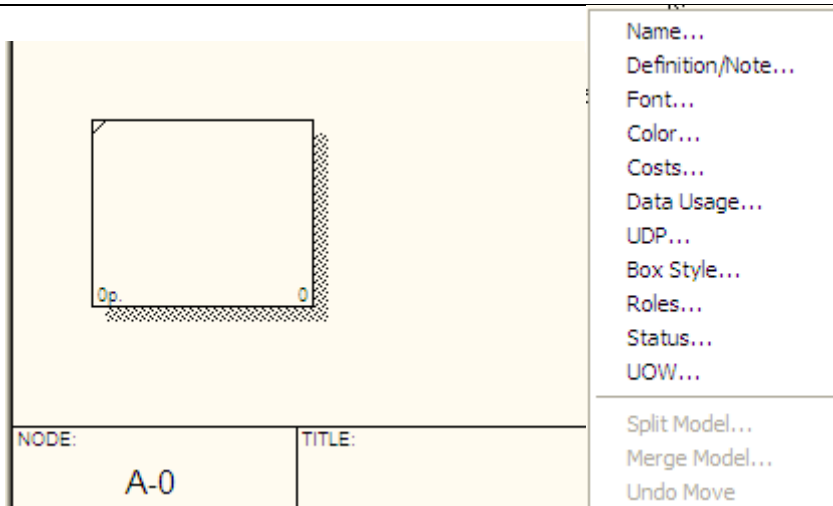 0р. 0
NODE: TITLE:
A-0
Name...
Definition/Note...
Font...
Color...
Costs...
Data Usage...
UDP...
Box Style...
Roles...
Status...
UOW...
Split Model...
Merge Model...
Undo Move